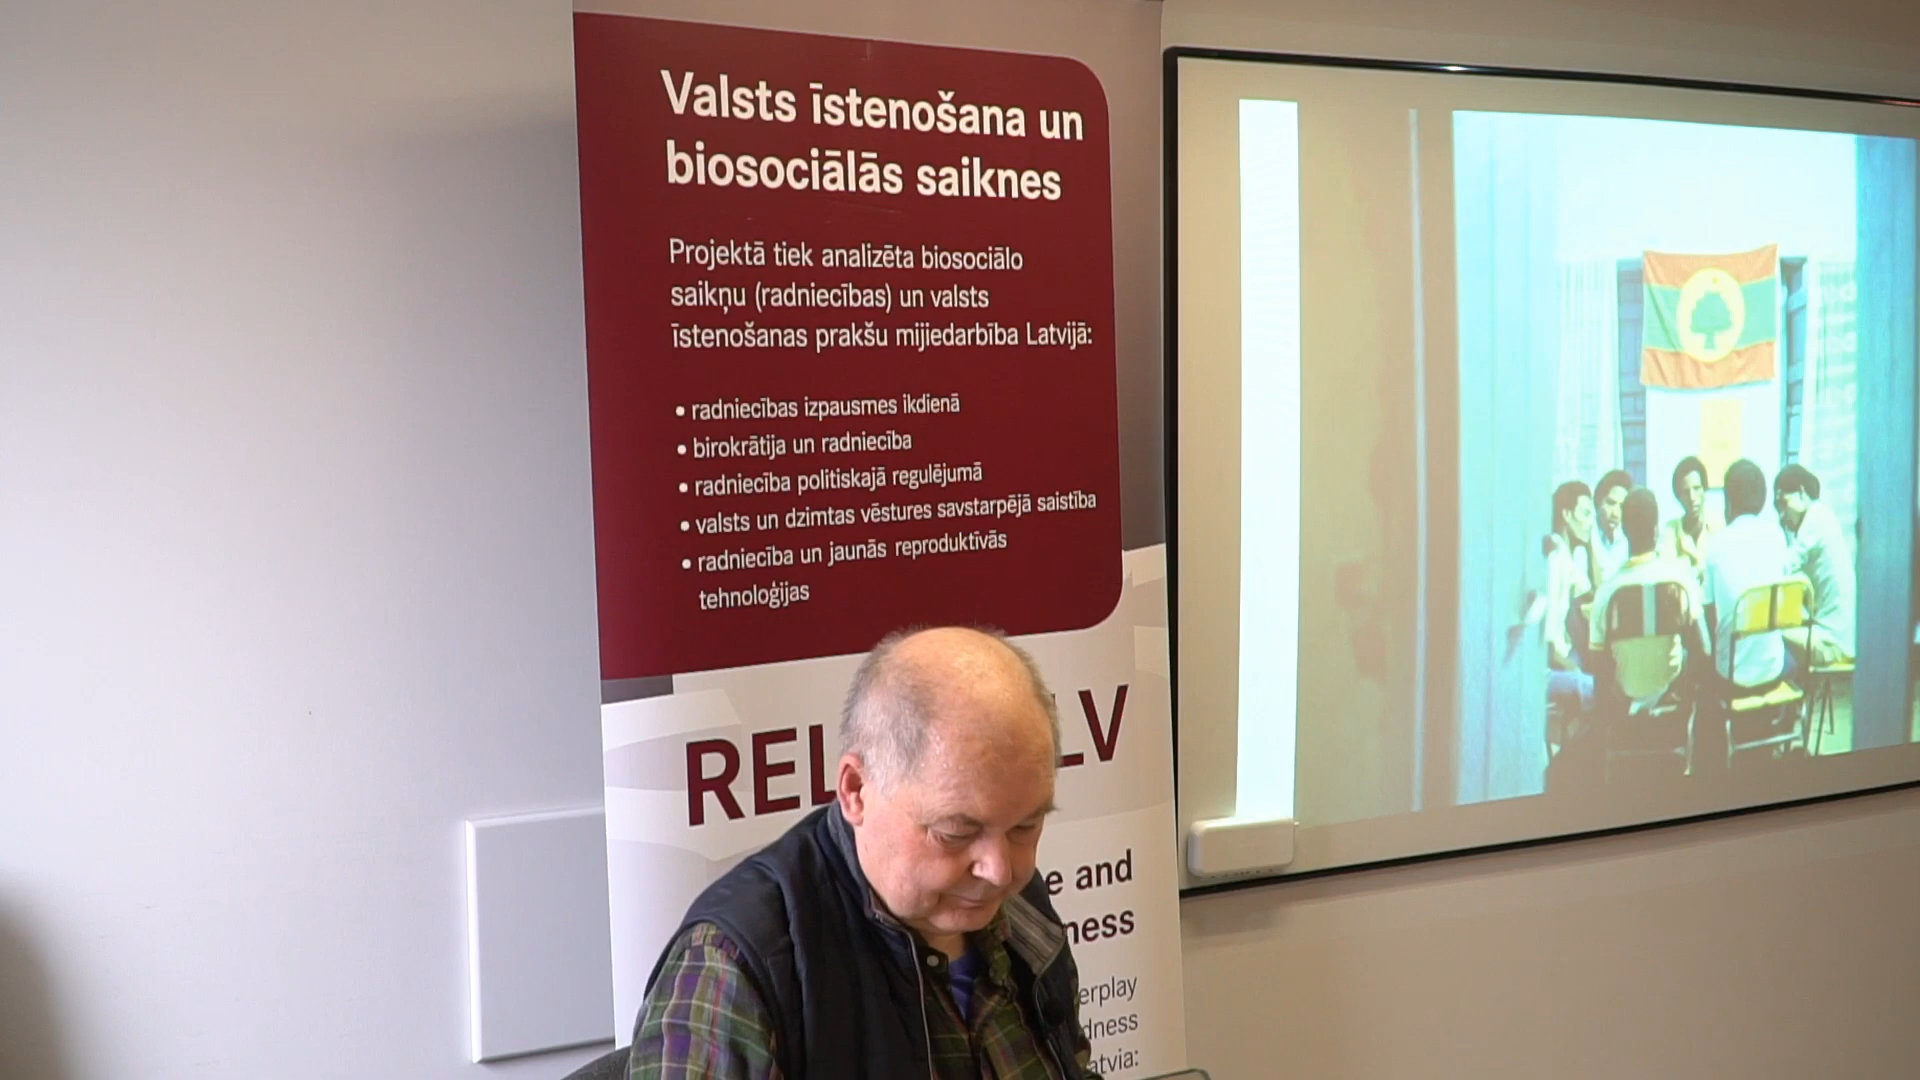 Valsts īstenošana un
biosociālās saiknes
Projektā tiek analizēta biosociālo
saikņu (radniecības) un valsts
īstenošanas prakšu mijiedarbība Latvijā:
• radniecības izpausmes ikdienā
• birokrātija un radniecība
• radniecība politiskajā regulējumā
• valsts un dzimtas vēstures savstarpējā saistība
• radniecība un jaunās reproduktīvās
tehnoloģijas
REL LV
e and
ness
erplay
dness
atvia: